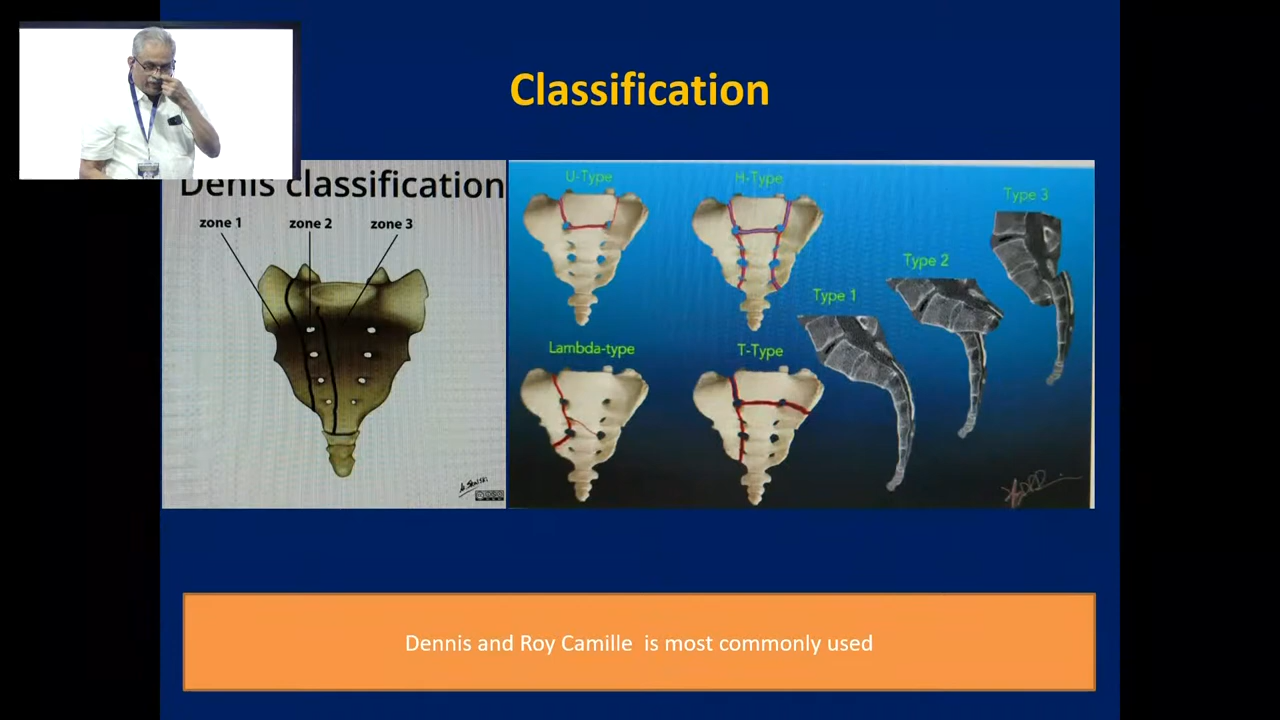 Classification
Denis classification
zone 1
zone 2
zone 3
U-Type
H-Type
Type 3
Type 2
Type 1
Lambda-type
T-Type
Dennis and Roy Camille is most commonly used